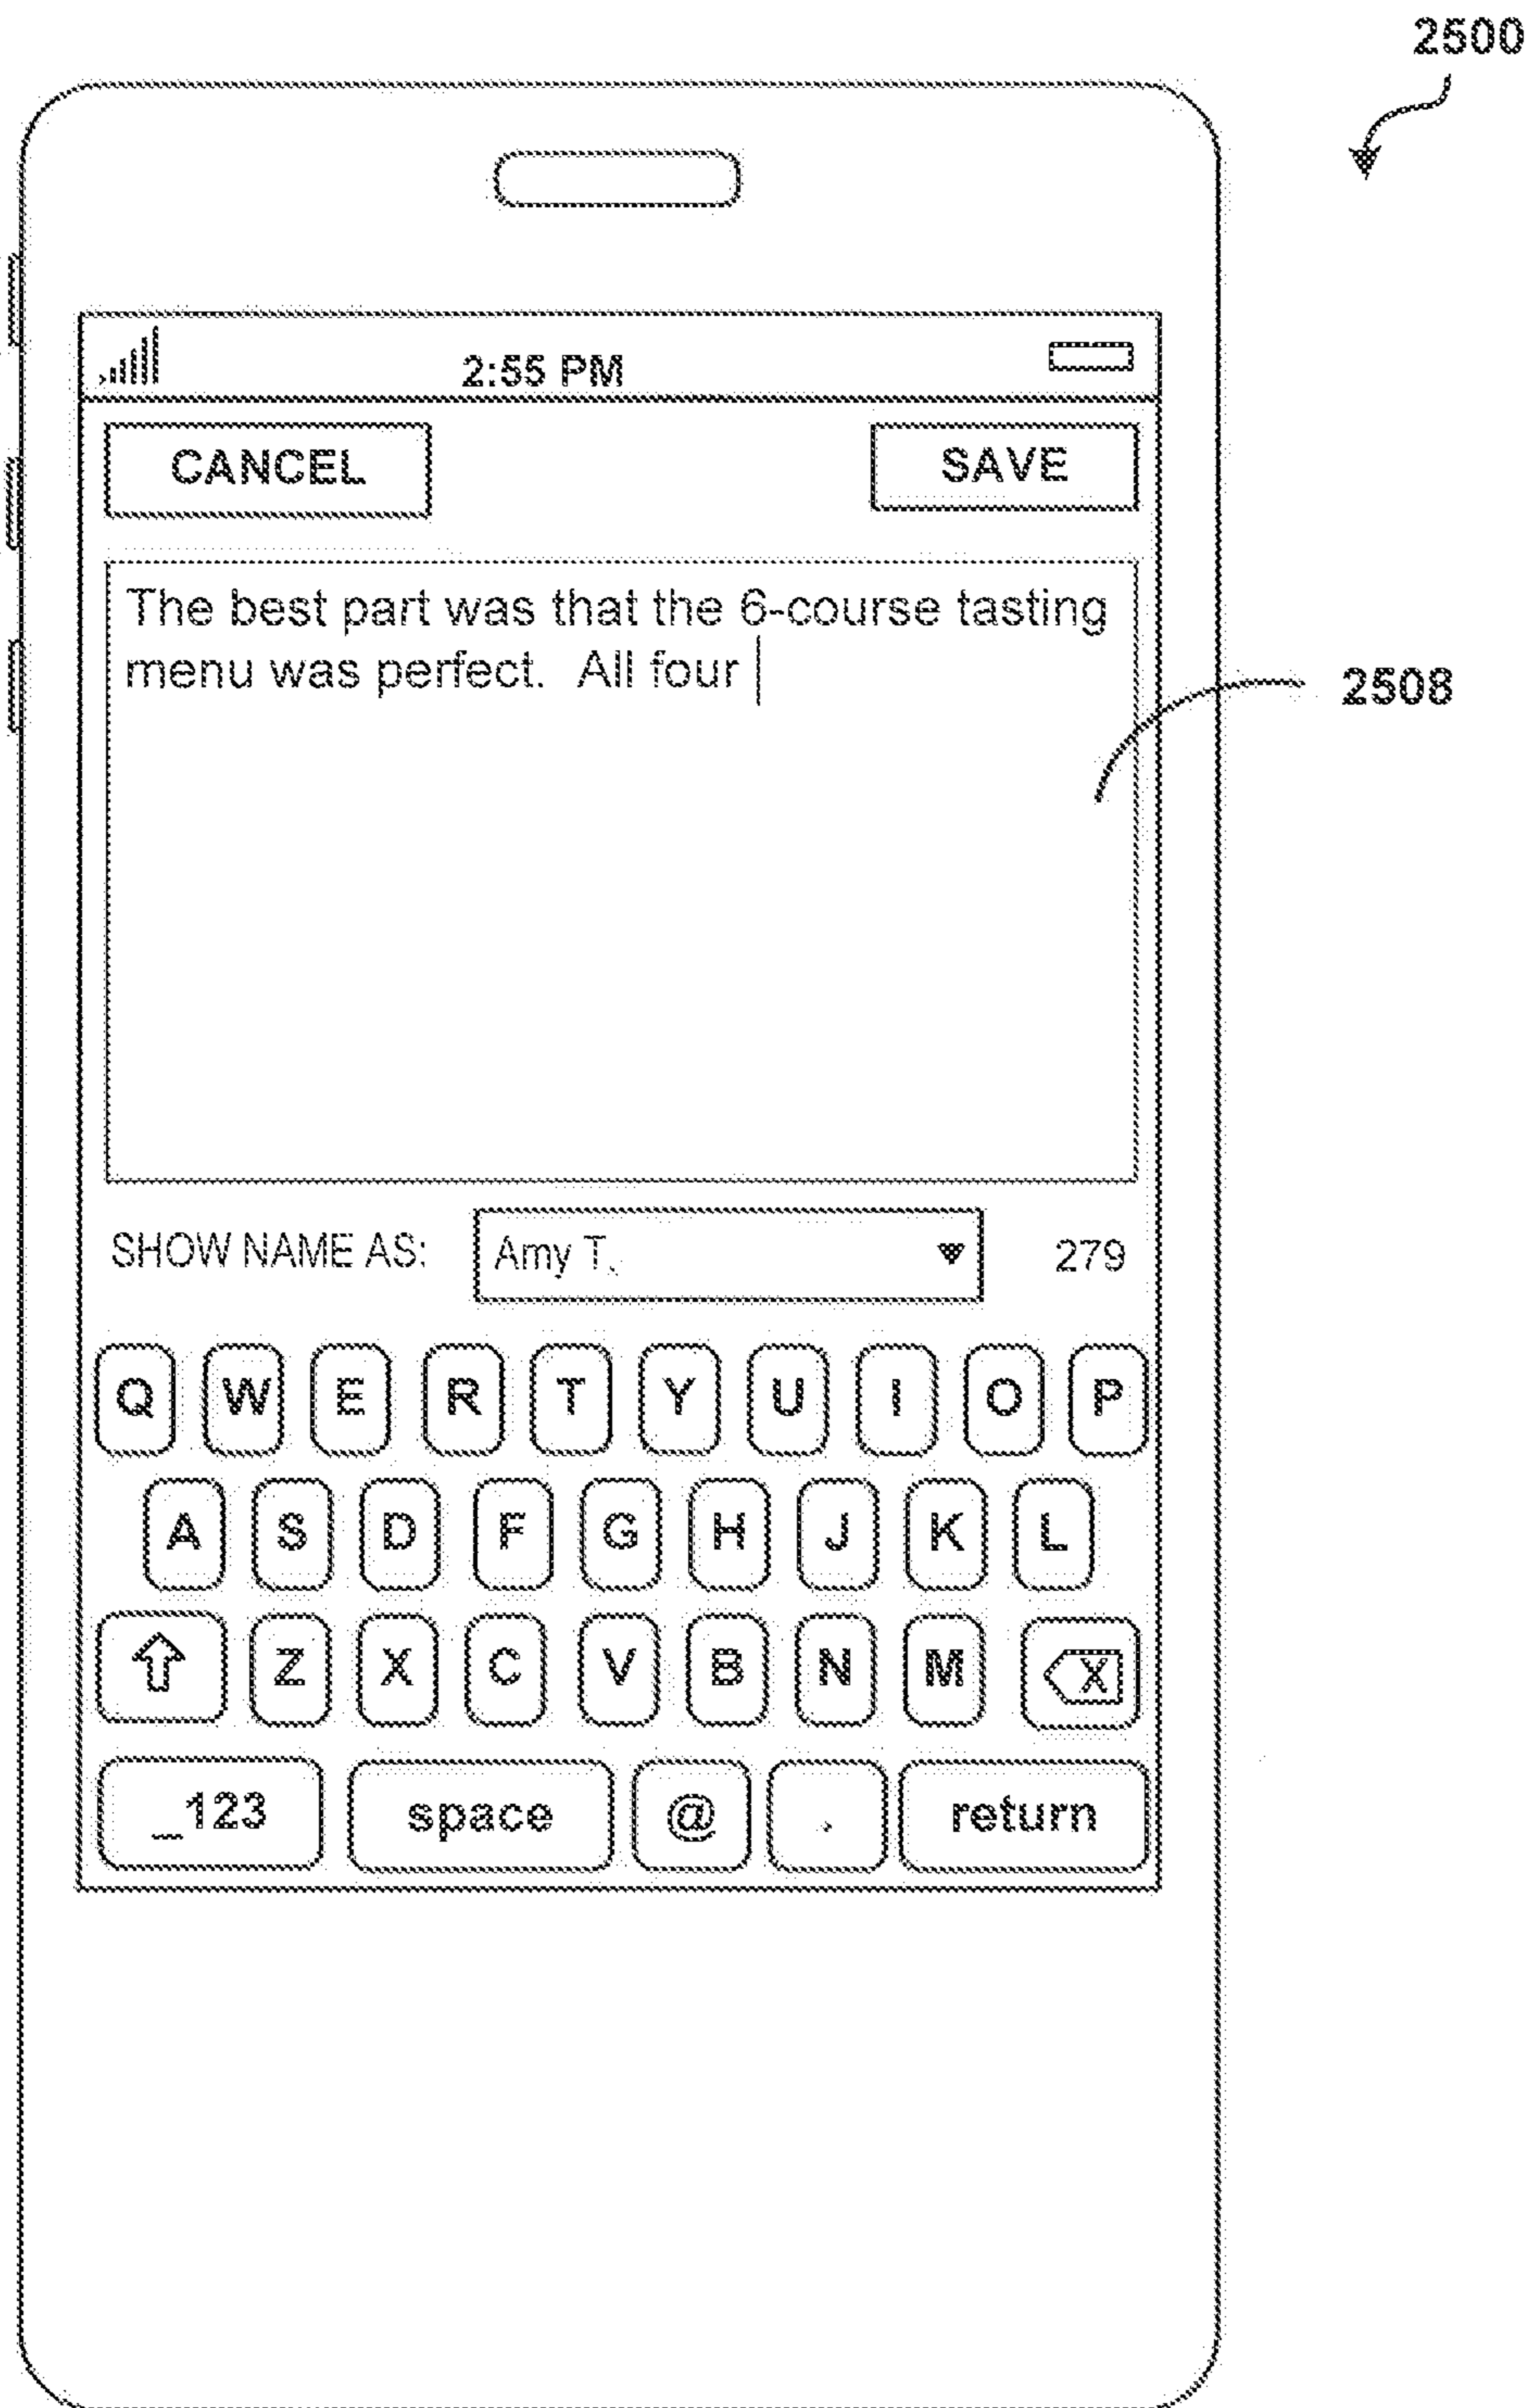 2500
2:55 PM
CANCEL SAVE
The best part was that the 6-course tasting
menu was perfect.  All four
2508
SHOW NAME AS: Amy T. 279
Q W E R T Y U I O P
A S D F G H J K L
Z X C V B N M X
_123 space @ . return